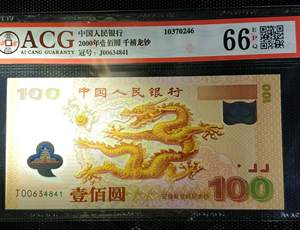 ACG
AI CANG GUARANTY
中国人民银行
2000年壹佰圆 千禧龙钞
冠号: J00634841
10370246
66 EPQ
100
中国人民银行
J00634841
壹佰圆
100